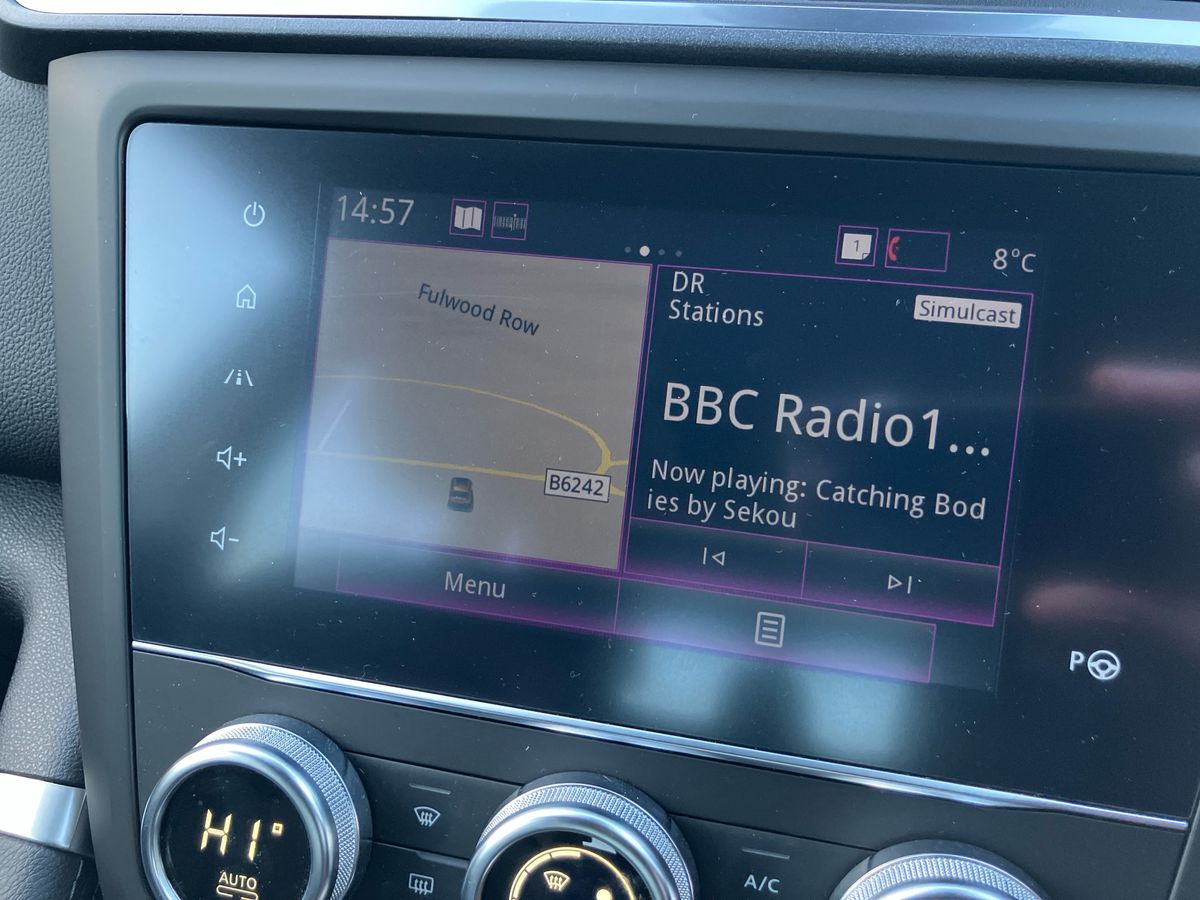 14:57
1
8°C
Fulwood Row
B6242
Menu
DR
Stations
Simulcast
BBC Radio1...
Now playing: Catching Bod
ies by Sekou
P
HI°
AUTO
A/C